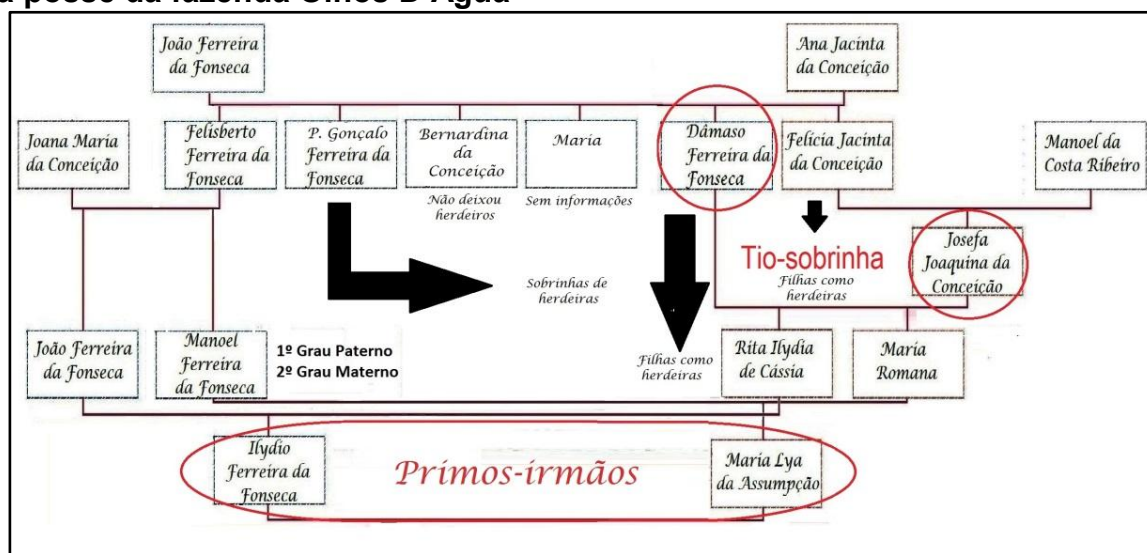 a posse da fazenda Olhos D'Água
João Ferreira
da Fonseca
Ana Jacinta
da Conceição
Joana Maria
da Conceição
Felisberto
Ferreira da
Fonseca
P. Gonçalo
Ferreira da
Fonseca
Bernardina
da
Conceição
Não deixou
herdeiros
Maria
Sem informações
Dâmaso
Ferreira da
Fonseca
Felícia Jacinta
da Conceição
Manoel da
Costa Ribeiro
Sobrinhas de
herdeiras
Tio-sobrinha
Filhas como
herdeiras
Josefa
Joaquina da
Conceição
João Ferreira
da Fonseca
Manoel
Ferreira
da Fonseca
1º Grau Paterno
2º Grau Materno
Filhas como
herdeiras
Rita Ilydia
de Cássia
Maria
Romana
Ilydio
Ferreira da
Fonseca
Primos-irmãos
Maria Lya
da Assumpção